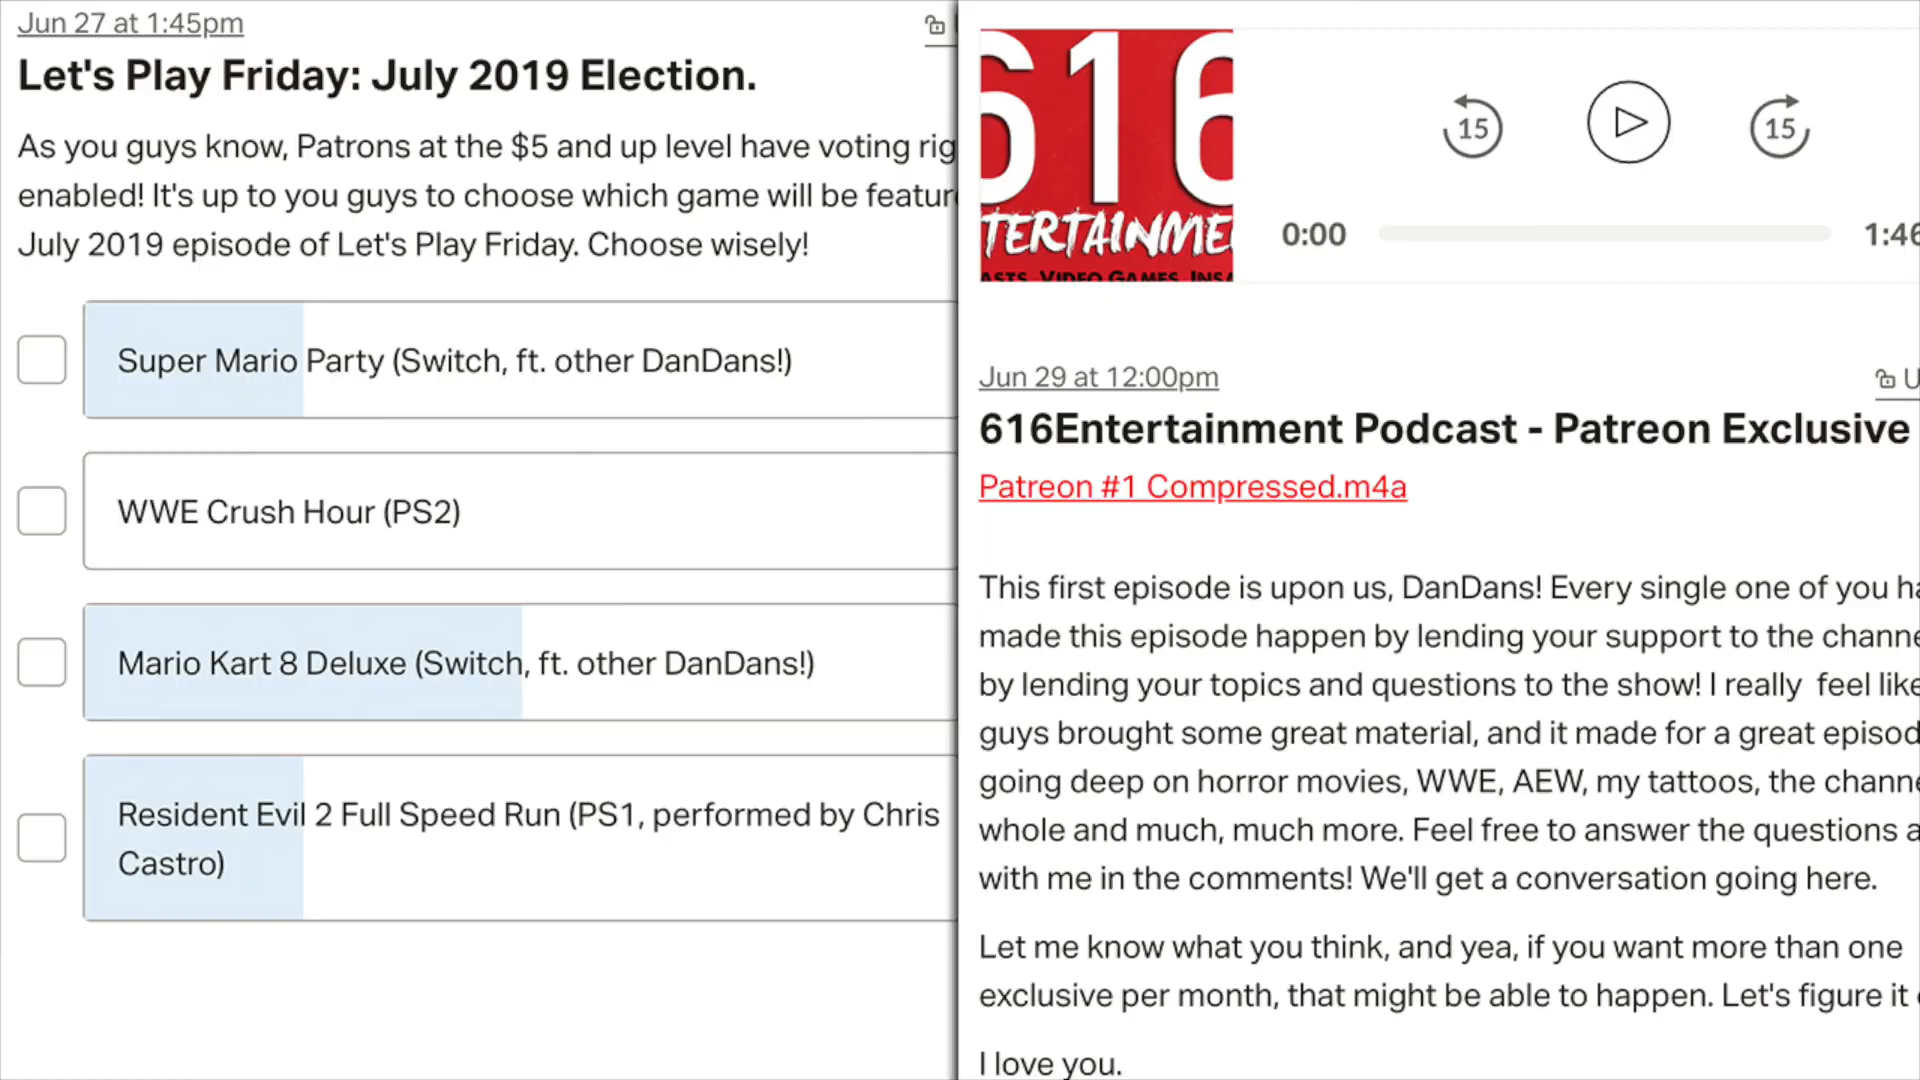 Jun 27 at 1:45pm
Let's Play Friday: July 2019 Election.
As you guys know, Patrons at the $5 and up level have voting
enabled! It's up to you guys to choose which game will be
July 2019 episode of Let's Play Friday. Choose wisely!
Super Mario Party (Switch, ft. other DanDans!)
WWE Crush Hour (PS2)
Mario Kart 8 Deluxe (Switch, ft. other DanDans!)
Resident Evil 2 Full Speed Run (PS1, performed by Chris
Castro)
616
15
15
0:00
Video Games
Jun 29 at 12:00pm
616Entertainment Podcast - Patreon Exclusive
Patreon #1 Compressed.m4a
This first episode is upon us, DanDans! Every single one of you
made this episode happen by lending your support to the
by lending your topics and questions to the show! I really feel like
guys brought some great material, and it made for a great
going deep on horror movies, WWE, AEW, my tattoos, the
whole and much, much more. Feel free to answer the questions
with me in the comments! We'll get a conversation going here.
Let me know what you think, and yea, if you want more than one
exclusive per month, that might be able to happen. Let's figure it
I love you.